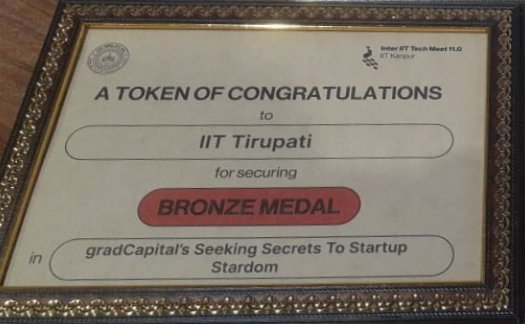 Inter IIT Tech Meet 11.0
IIT Kanpur
A TOKEN OF CONGRATULATIONS
to
IIT Tirupati
for securing
BRONZE MEDAL
in
gradCapital's Seeking Secrets To Startup
Stardom